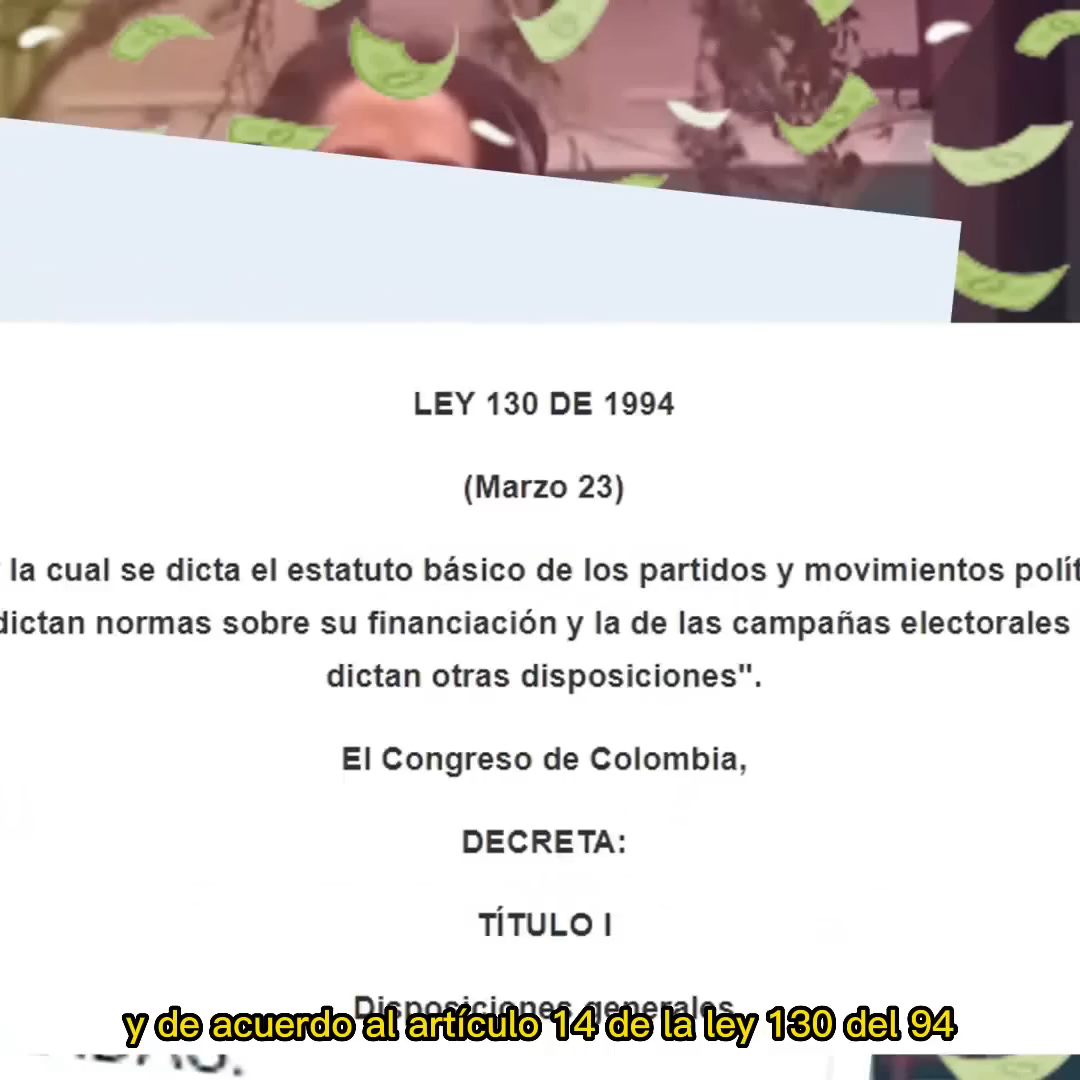 LEY 130 DE 1994
(Marzo 23)
la cual se dicta el estatuto básico de los partidos y movimientos polít
dictan normas sobre su financiación y la de las campañas electorales
dictan otras disposiciones".
El Congreso de Colombia,
DECRETA:
TÍTULO I
Disposiciones generales
y de acuerdo al artículo 14 de la ley 130 del 94